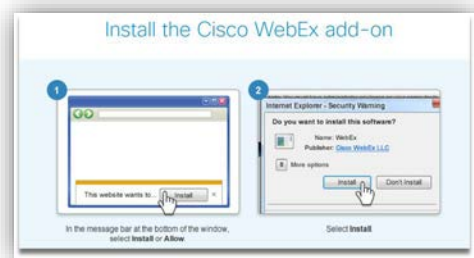 Install the Cisco WebEx add-on
1
This website wants to...
Install
×
In the message bar at the bottom of the window,
select Install or Allow.
2
Internet Explorer - Security Warning
Do you want to install this software?
Name: WebEx
Publisher: Cisco WebEx LLC
More options
Install
Don't Install
Select Install.